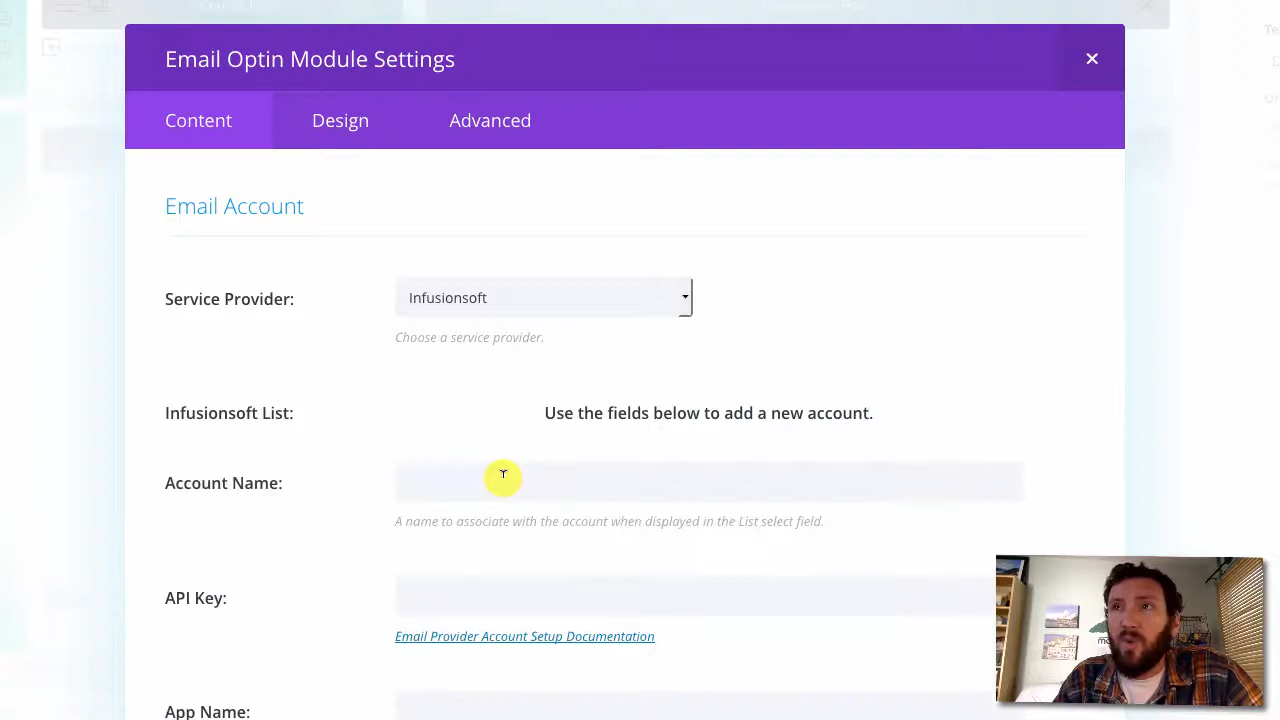 Email Optin Module Settings
Content Design Advanced
Email Account
Service Provider: Infusionsoft
Choose a service provider.
Infusionsoft List: Use the fields below to add a new account.
Account Name:
A name to associate with the account when displayed in the List select field.
API Key:
Email Provider Account Setup Documentation
App Name: